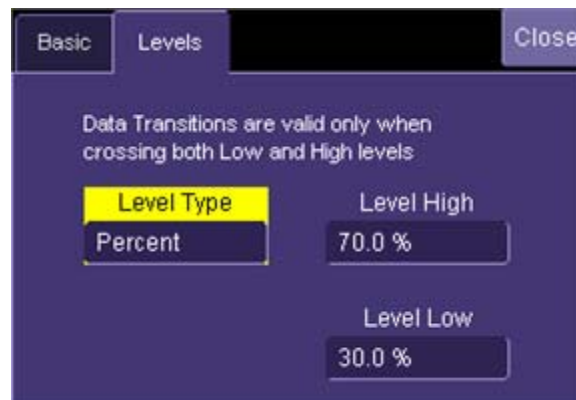 Basic
Levels
Close
Data Transitions are valid only when
crossing both Low and High levels
Level Type
Level High
Percent
70.0 %
Level Low
30.0 %